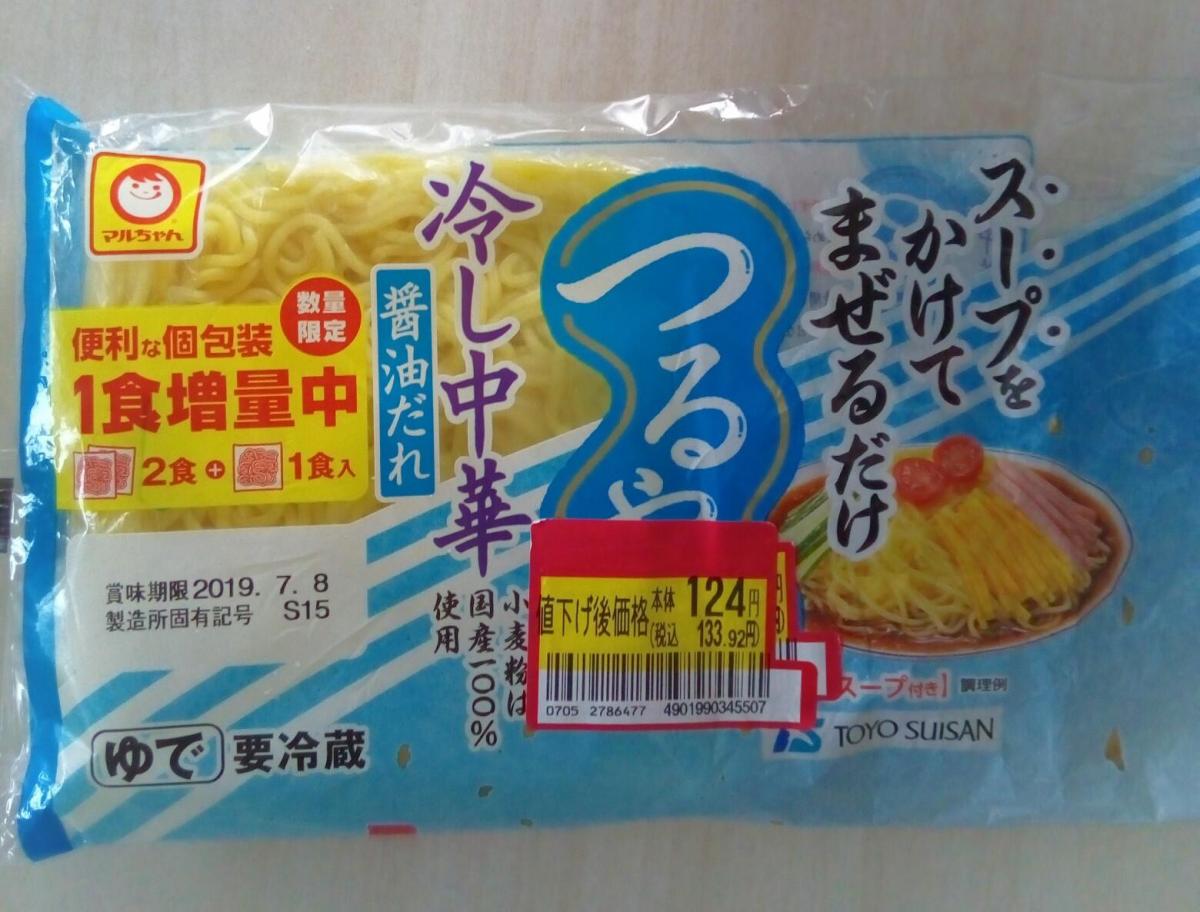 マルちゃん
数量
限定
便利な個包装
1食増量中
2食+1食入
醤油だれ
冷し中華
つるや
スープを
かけて
まぜるだけ
賞味期限2019. 7. 8
製造所固有記号 S15
小麦粉は
国産一〇〇%
使用
ゆで 要冷蔵
値下げ後価格 本体 124円
(税込 133.92円)
0705 2786477 4901990345507
スープ付き】 調理例
TOYO SUISAN